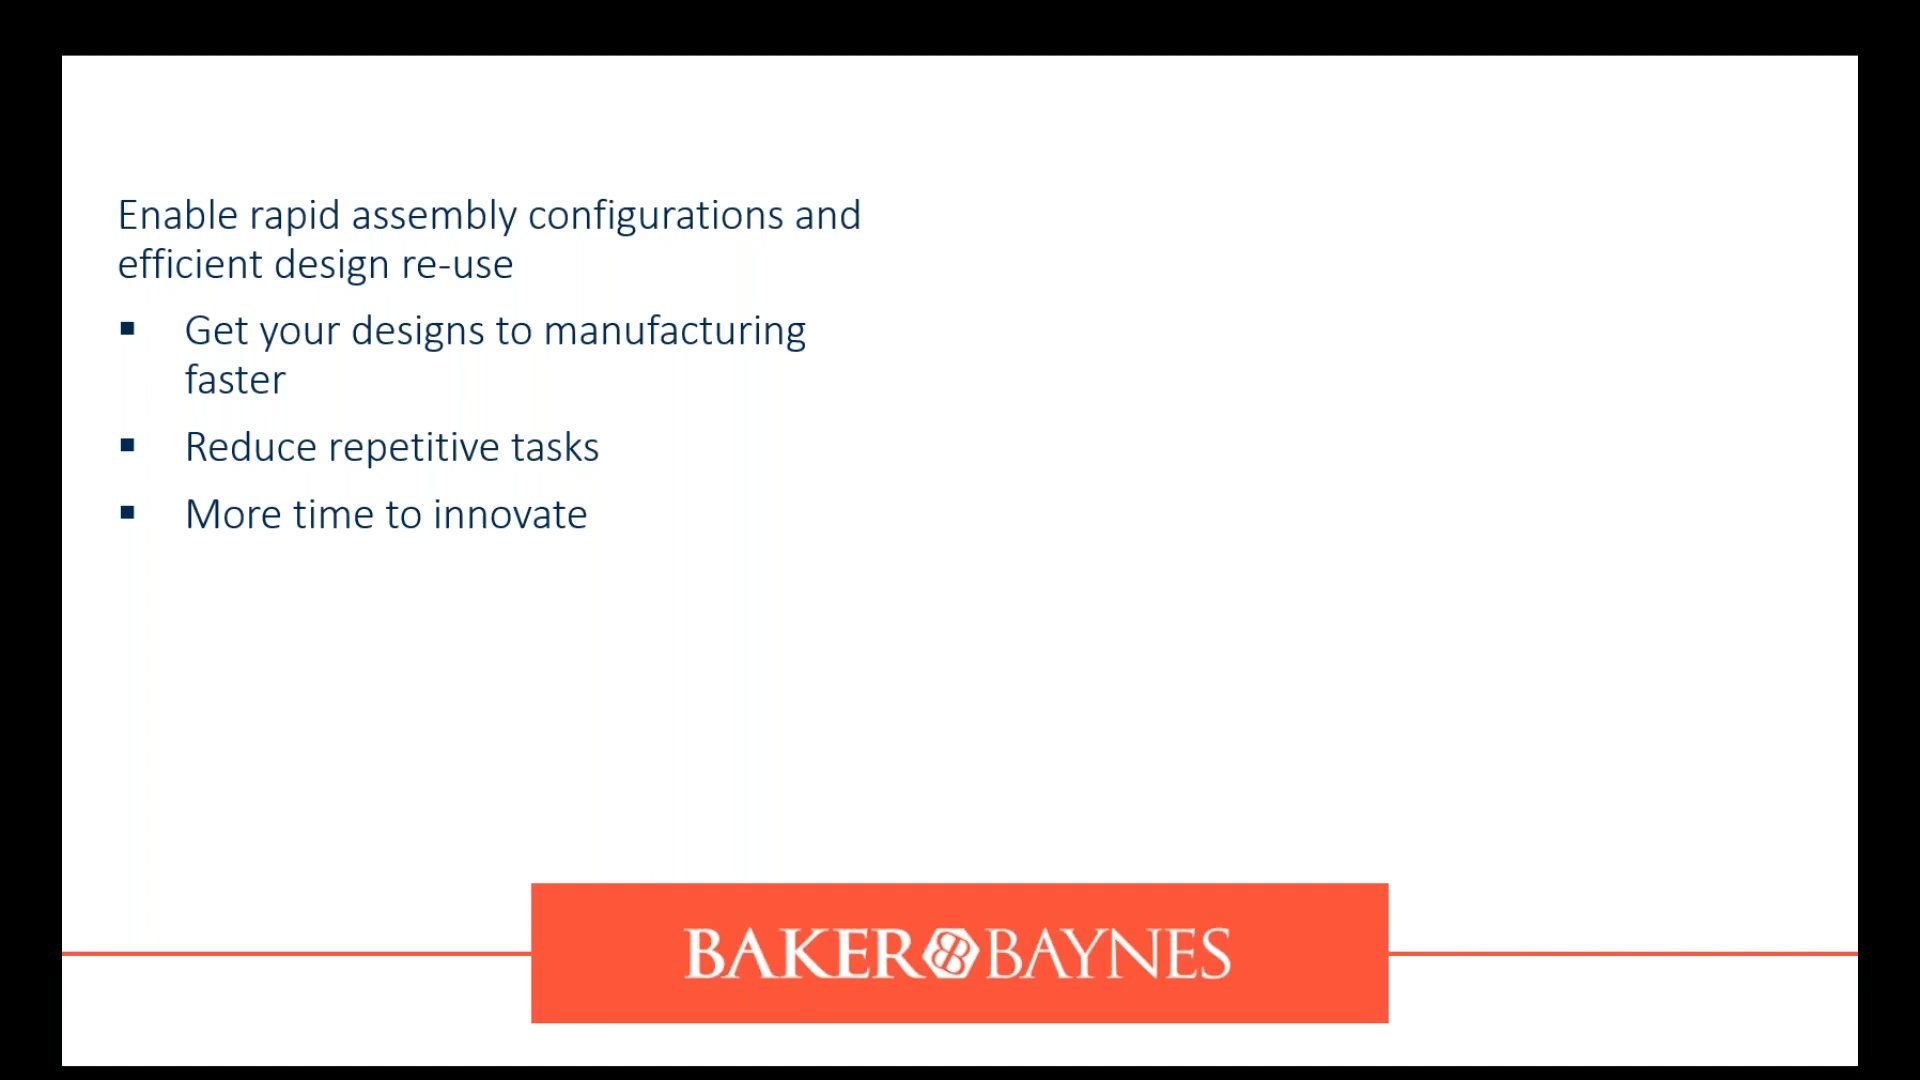 Enable rapid assembly configurations and
efficient design re-use
▪ Get your designs to manufacturing
faster
▪ Reduce repetitive tasks
▪ More time to innovate
BAKER BAYNES